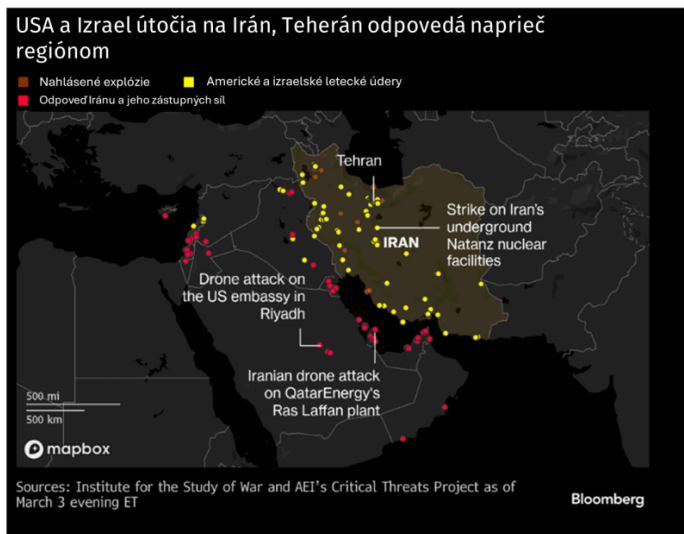 USA a Izrael útočia na Irán, Teherán odpovedá naprieč
regiónom
Nahlásené explózie
Americké a izraelské letecké údery
Odpoveď Iránu a jeho zástupných síl
Tehran
Strike on Iran's
underground
Natanz nuclear
facilities
IRAN
Drone attack on
the US embassy in
Riyadh
Iranian drone attack
on QatarEnergy's
Ras Laffan plant
500 mi
500 km
mapbox
Sources: Institute for the Study of War and AEI's Critical Threats Project as of
March 3 evening ET
Bloomberg